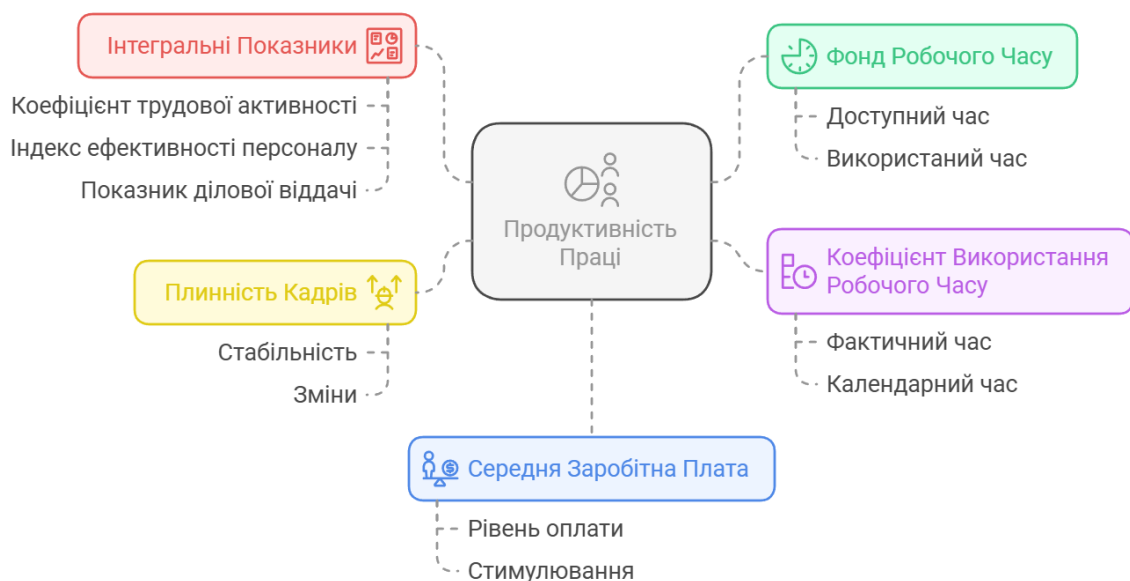 Інтегральні Показники
Коефіцієнт трудової активності
Індекс ефективності персоналу
Показник ділової віддачі
Плинність Кадрів
Стабільність
Зміни
Продуктивність
Праці
Фонд Робочого Часу
Доступний час
Використаний час
Коефіцієнт Використання
Робочого Часу
Фактичний час
Календарний час
Середня Заробітна Плата
Рівень оплати
Стимулювання